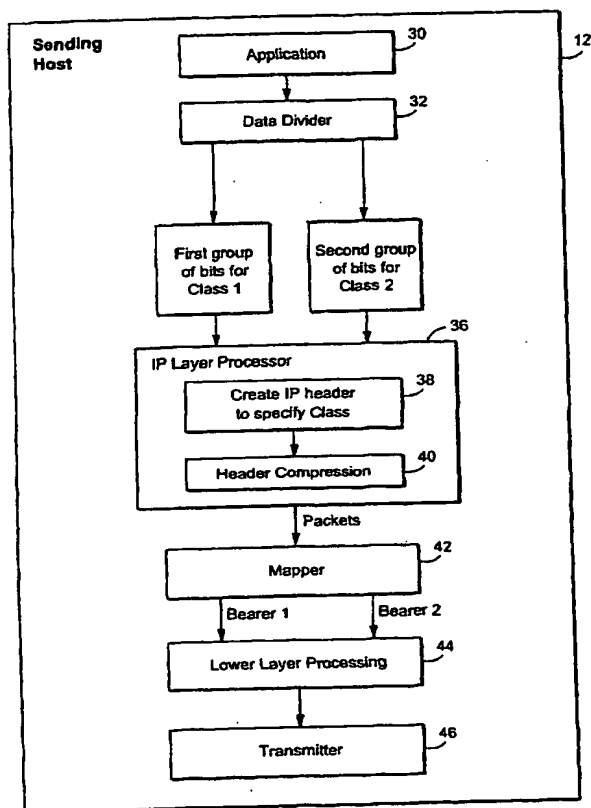 Sending
Host
12
Application
30
Data Divider
32
First group
of bits for
Class 1
Second group
of bits for
Class 2
36
IP Layer Processor
Create IP header
to specify Class
38
Header Compression
40
Packets
Mapper
42
Bearer 1
Bearer 2
Lower Layer Processing
44
Transmitter
46